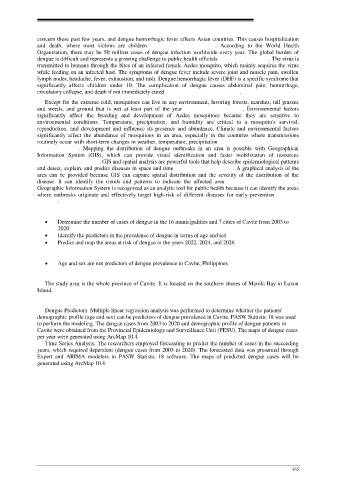 concern these past few years, and dengue hemorrhagic fever affects Asian countries. This causes hospitalization
and death, where most victims are children . According to the World Health
Organization, there may be 50 million cases of dengue infection worldwide every year. The global burden of
dengue is difficult and represents a growing challenge to public health officials . The virus is
transmitted to humans through the bites of an infected female Aedes mosquito, which mainly acquires the virus
while feeding on an infected host. The symptoms of dengue fever include severe joint and muscle pain, swollen
lymph nodes, headache, fever, exhaustion, and rash. Dengue hemorrhagic fever (DHF) is a specific syndrome that
significantly affects children under 10. The complication of dengue causes abdominal pain, hemorrhage,
circulatory collapse, and death if not immediately cured .
Except for the extreme cold, mosquitoes can live in any environment, favoring forests, marshes, tall grasses
and weeds, and ground that is wet at least part of the year . Environmental factors
significantly affect the breeding and development of Aedes mosquitoes because they are sensitive to
environmental conditions. Temperature, precipitation, and humidity are critical to a mosquito's survival,
reproduction, and development and influence its presence and abundance. Climate and environmental factors
significantly affect the abundance of mosquitoes in an area, especially in the countries where transmissions
routinely occur with short-term changes in weather, temperature, precipitation .
. Mapping the distribution of dengue outbreaks in an area is possible with Geographical
Information System (GIS), which can provide visual identification and faster mobilization of resources
. GIS and spatial analysis are powerful tools that help describe epidemiological patterns
and detect, explain, and predict diseases in space and time . A graphical analysis of the
area can be provided because GIS can capture spatial distribution and the severity of the distribution of the
disease. It can identify the trends and patterns to indicate the affected area .
Geographic Information System is recognized as an analytic tool for public health because it can identify the areas
where outbreaks originate and effectively target high-risk of different diseases for early prevention
.
• Determine the number of cases of dengue in the 16 municipalities and 7 cities of Cavite from 2003 to
2020
• Identify the predictors in the prevalence of dengue in terms of age and sex
• Predict and map the areas at risk of dengue in the years 2022, 2024, and 2026
• Age and sex are not predictors of dengue prevalence in Cavite, Philippines
The study area is the whole province of Cavite. It is located on the southern shores of Manila Bay in Luzon
Island.
Dengue Predictors. Multiple linear regression analysis was performed to determine whether the patients'
demographic profile (age and sex) can be predictors of dengue prevalence in Cavite. PASW Statistic 18 was used
to perform the modeling. The dengue cases from 2003 to 2020 and demographic profile of dengue patients in
Cavite were obtained from the Provincial Epidemiology and Surveillance Unit (PESU). The maps of dengue cases
per year were generated using ArcMap 10.4.
Time Series Analysis. The researchers employed forecasting to predict the number of cases in the succeeding
years, which required dependent (dengue cases from 2003 to 2020). The forecasted data was presented through
Expert and ARIMA modelers in PASW Statistic 18 software. The maps of predicted dengue cases will be
generated using ArcMap 10.4.